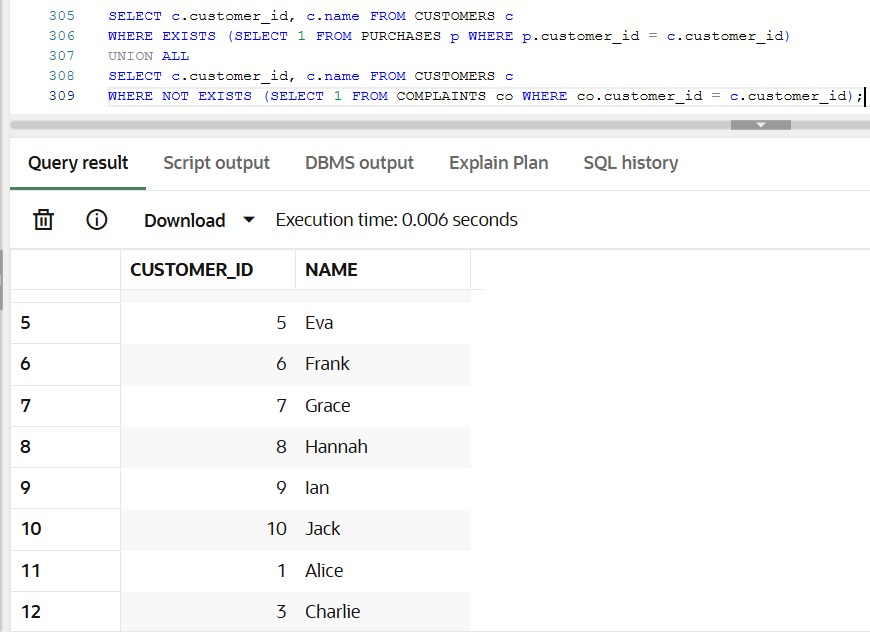 305 SELECT c.customer_id, c.name FROM CUSTOMERS c
306 WHERE EXISTS (SELECT 1 FROM PURCHASES p WHERE p.customer_id = c.customer_id)
307 UNION ALL
308 SELECT c.customer_id, c.name FROM CUSTOMERS c
309 WHERE NOT EXISTS (SELECT 1 FROM COMPLAINTS co WHERE co.customer_id = c.customer_id);
Query result Script output DBMS output Explain Plan SQL history
Download Execution time: 0.006 seconds
CUSTOMER_ID NAME
5 5 Eva
6 6 Frank
7 7 Grace
8 8 Hannah
9 9 Ian
10 10 Jack
11 1 Alice
12 3 Charlie